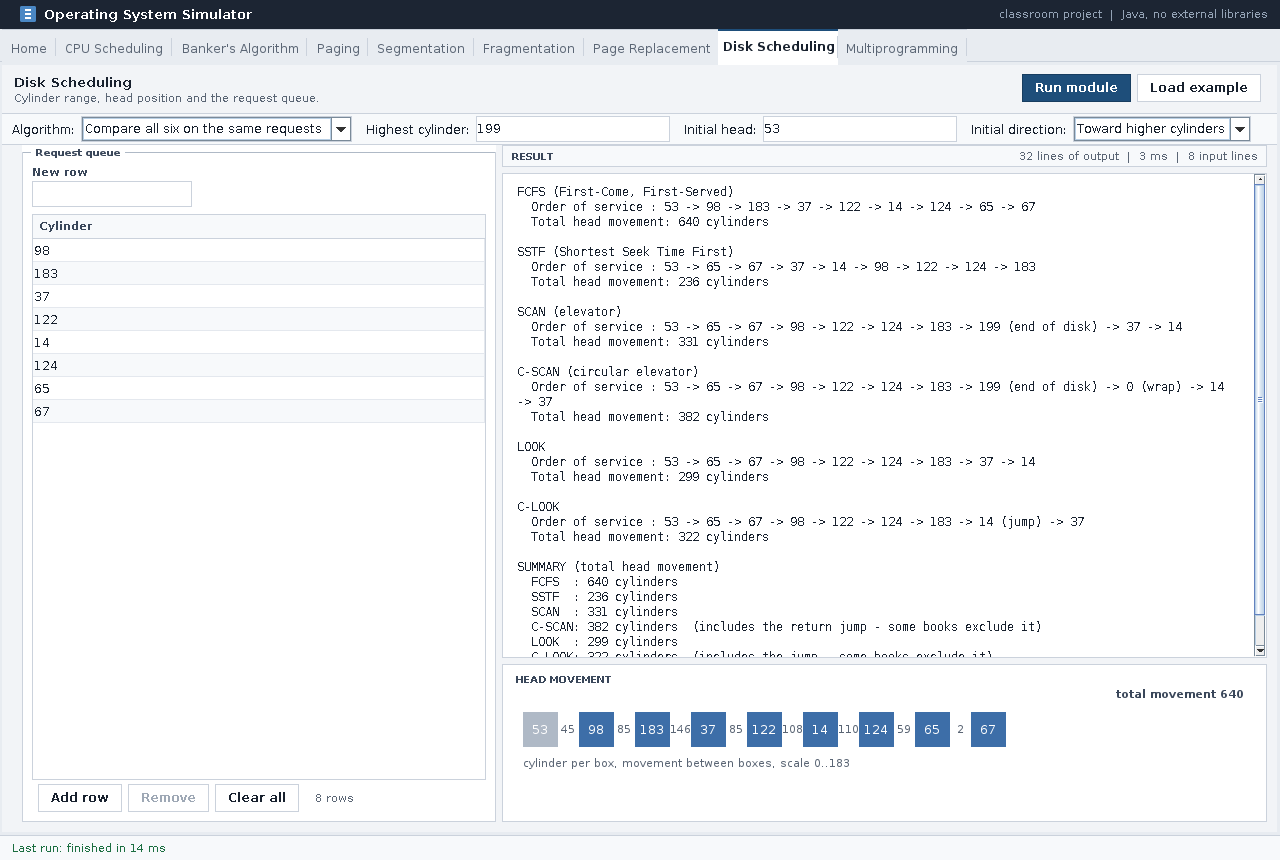 Operating System Simulator
classroom project | Java, no external libraries
Home CPU Scheduling Banker's Algorithm Paging Segmentation Fragmentation Page Replacement Disk Scheduling Multiprogramming
Disk Scheduling
Cylinder range, head position and the request queue.
Run module Load example
Algorithm: Compare all six on the same requests Highest cylinder: 199 Initial head: 53 Initial direction: Toward higher cylinders
Request queue
New row
Cylinder
98
183
37
122
14
124
65
67
Add row Remove Clear all 8 rows
RESULT 32 lines of output | 3 ms | 8 input lines
FCFS (First-Come, First-Served)
Order of service : 53 -> 98 -> 183 -> 37 -> 122 -> 14 -> 124 -> 65 -> 67
Total head movement: 640 cylinders
SSTF (Shortest Seek Time First)
Order of service : 53 -> 65 -> 67 -> 37 -> 14 -> 98 -> 122 -> 124 -> 183
Total head movement: 236 cylinders
SCAN (elevator)
Order of service : 53 -> 65 -> 67 -> 98 -> 122 -> 124 -> 183 -> 199 (end of disk) -> 37 -> 14
Total head movement: 331 cylinders
C-SCAN (circular elevator)
Order of service : 53 -> 65 -> 67 -> 98 -> 122 -> 124 -> 183 -> 199 (end of disk) -> 0 (wrap) -> 14
-> 37
Total head movement: 382 cylinders
LOOK
Order of service : 53 -> 65 -> 67 -> 98 -> 122 -> 124 -> 183 -> 37 -> 14
Total head movement: 299 cylinders
C-LOOK
Order of service : 53 -> 65 -> 67 -> 98 -> 122 -> 124 -> 183 -> 14 (jump) -> 37
Total head movement: 322 cylinders
SUMMARY (total head movement)
FCFS : 640 cylinders
SSTF : 236 cylinders
SCAN : 331 cylinders
C-SCAN: 382 cylinders (includes the return jump - some books exclude it)
LOOK : 299 cylinders
C-LOOK: 322 cylinders (includes the jump - some books exclude it)
HEAD MOVEMENT
total movement 640
53 45 98 85 183 146 37 85 122 108 14 110 124 59 65 2 67
cylinder per box, movement between boxes, scale 0..183
Last run: finished in 14 ms